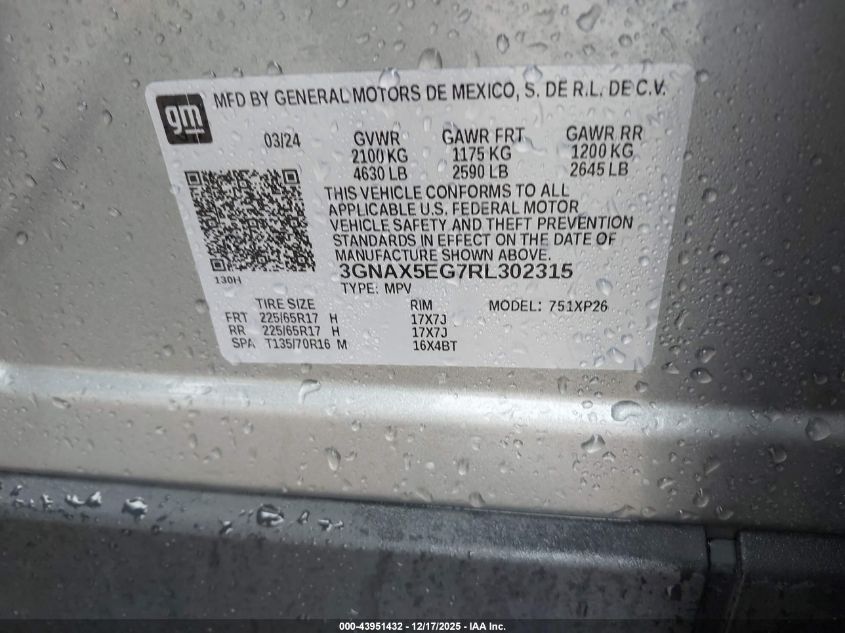 gm
MFD BY GENERAL MOTORS DE MEXICO, S. DE R.L. DE C.V.
03/24 GVWR GAWR FRT GAWR RR
2100 KG 1175 KG 1200 KG
4630 LB 2590 LB 2645 LB
THIS VEHICLE CONFORMS TO ALL
APPLICABLE U.S. FEDERAL MOTOR
VEHICLE SAFETY AND THEFT PREVENTION
STANDARDS IN EFFECT ON THE DATE OF
MANUFACTURE SHOWN ABOVE.
3GNAX5EG7RL302315
130H
TYPE: MPV
TIRE SIZE RIM MODEL: 751XP26
FRT 225/65R17 H 17X7J
RR 225/65R17 H 17X7J
SPA T135/70R16 M 16X4BT
000-43951432 - 12/17/2025 - IAA Inc.